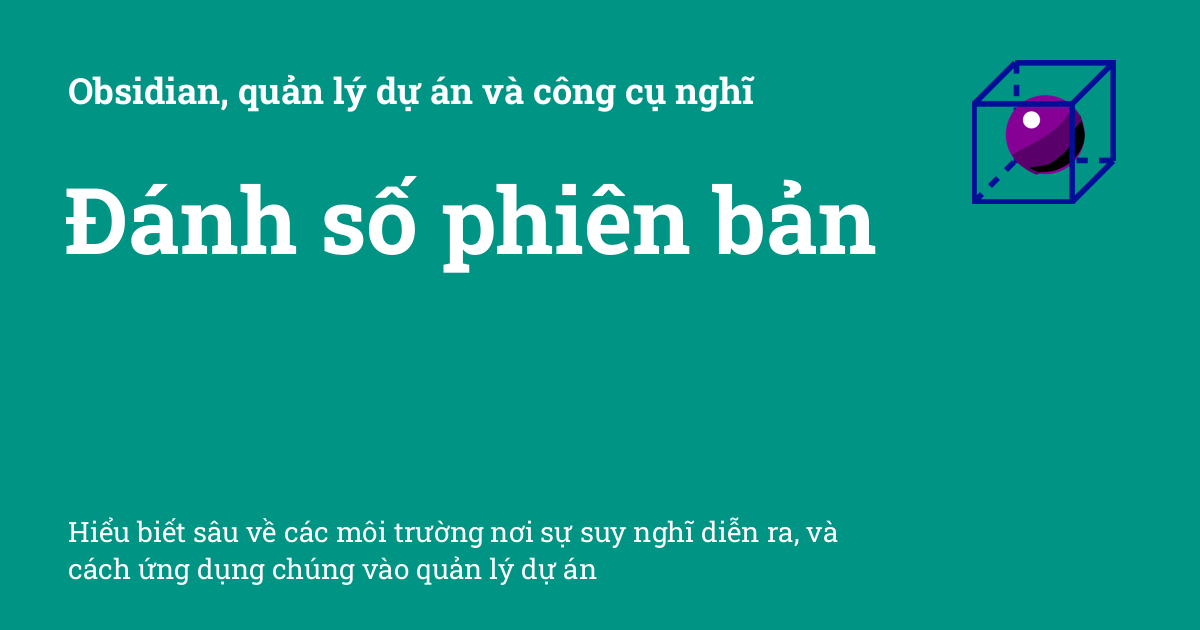 Obsidian, quản lý dự án và công cụ nghĩ
Đánh số phiên bản
Hiểu biết sâu về các môi trường nơi sự suy nghĩ diễn ra, và
cách ứng dụng chúng vào quản lý dự án